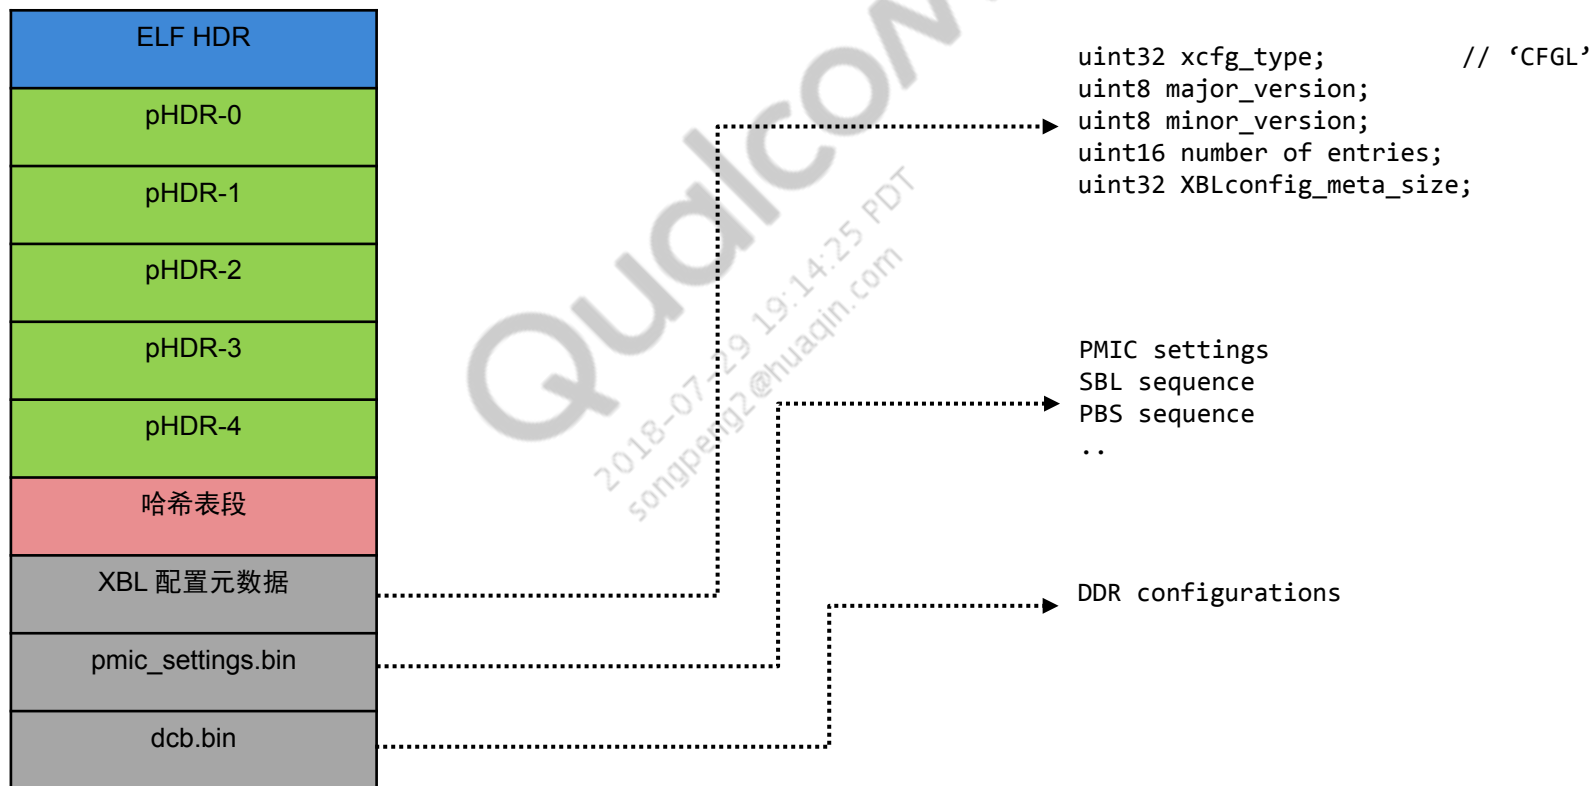 ELF HDR
pHDR-0
pHDR-1
pHDR-2
pHDR-3
pHDR-4
哈希表段
XBL 配置元数据
pmic_settings.bin
dcb.bin
uint32 xcfg_type; // ‘CFGL’
uint8 major_version;
uint8 minor_version;
uint16 number of entries;
uint32 XBLconfig_meta_size;
PMIC settings
SBL sequence
PBS sequence
..
DDR configurations
Qualcom
2018-07-29 19:14:25 PDT
songpeng2@huaqin.com